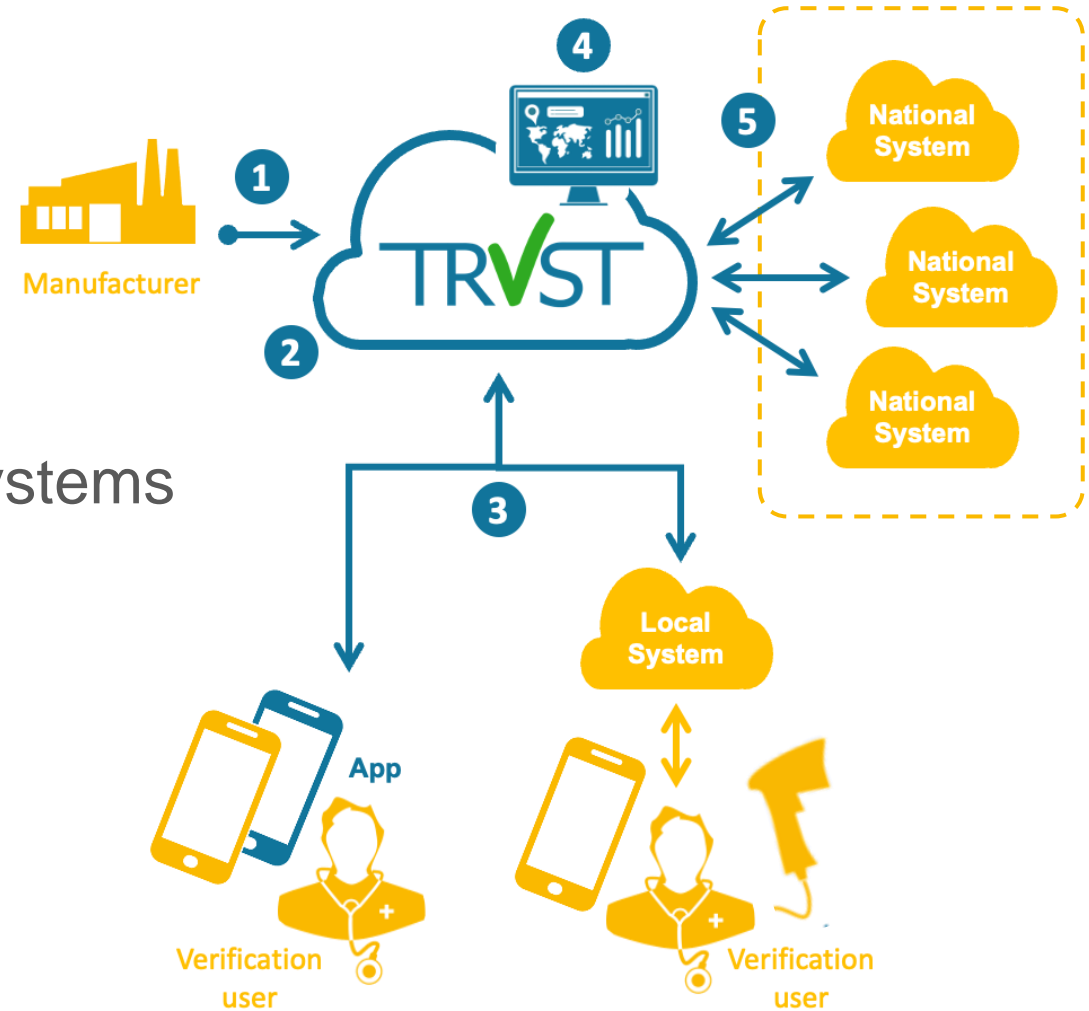 4
5
National
System
1
Manufacturer
TRVST
National
System
2
National
System
ystems
3
Local
System
App
Verification
user
Verification
user